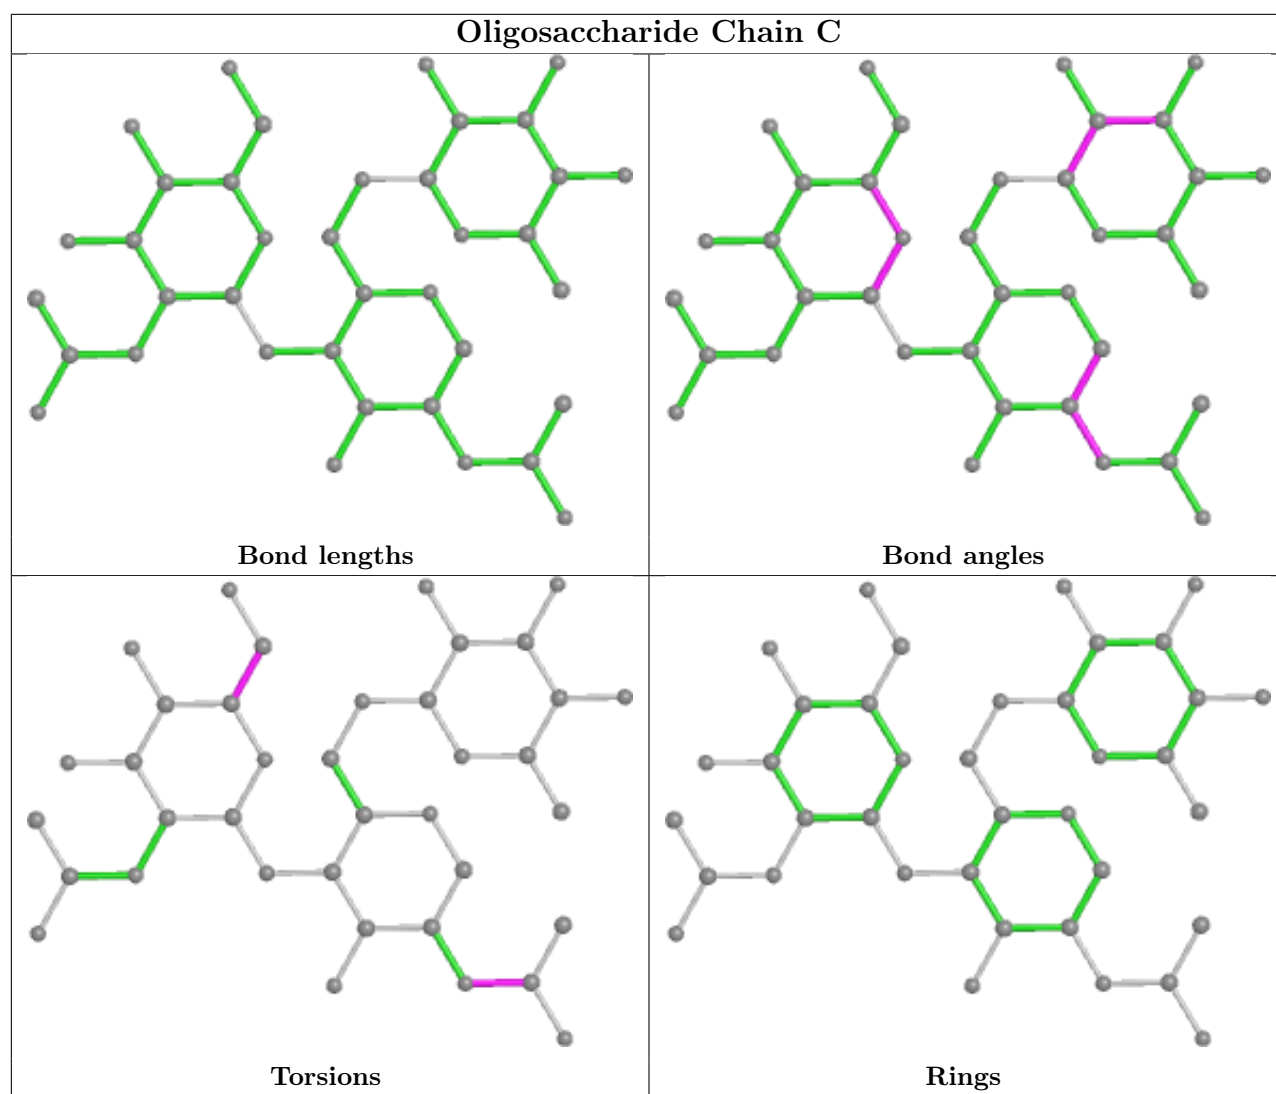 Oligosaccharide Chain C
Bond lengths
Bond angles
Torsions
Rings